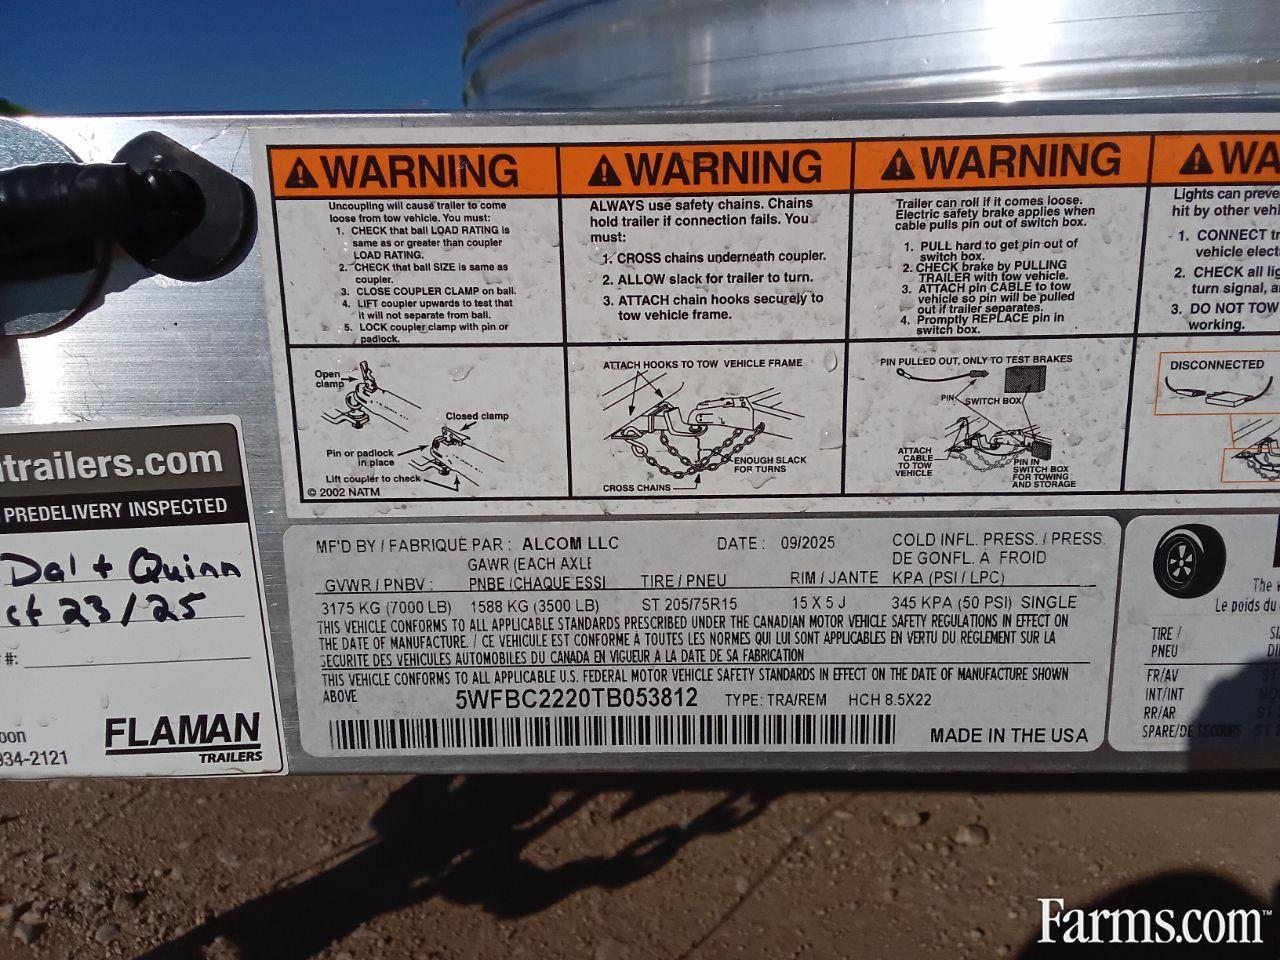 WARNING
Uncoupling will cause trailer to come
loose from tow vehicle. You must:
1. CHECK that ball LOAD RATING is
same as or greater than coupler
LOAD RATING.
2. CHECK that ball SIZE is same as
coupler.
3. CLOSE COUPLER CLAMP on ball.
4. LIFT coupler upwards to test that
it will not separate from ball.
5. LOCK coupler clamp with pin or
padlock.
Open
clamp
Closed clamp
Pin or padlock
in place
Lift coupler to check
© 2002 NATM
WARNING
ALWAYS use safety chains. Chains
hold trailer if connection fails. You
must:
1. CROSS chains underneath coupler.
2. ALLOW slack for trailer to turn.
3. ATTACH chain hooks securely to
tow vehicle frame.
ATTACH HOOKS TO TOW VEHICLE FRAME
ENOUGH SLACK
FOR TURNS
CROSS CHAINS
WARNING
Trailer can roll if it comes loose.
Electric safety brake applies when
cable pulls pin out of switch box.
1. PULL hard to get pin out of
switch box.
2. CHECK brake by PULLING
TRAILER with tow vehicle.
3. ATTACH pin CABLE to tow
vehicle so pin will be pulled
out if trailer separates.
4. Promptly REPLACE pin in
switch box.
PIN PULLED OUT, ONLY TO TEST BRAKES
PIN
SWITCH BOX
ATTACH
CABLE
TO TOW
VEHICLE
PIN IN
SWITCH BOX
FOR TOWING
AND STORAGE
WA
Lights can preve
hit by other vehi
1. CONNECT tr
vehicle elect
2. CHECK all lig
turn signal, a
3. DO NOT TOW
working.
DISCONNECTED
trailers.com
PREDELIVERY INSPECTED
Dal + Quinn
ct 23/25
#:
oon
934-2121
FLAMAN
TRAILERS
MF'D BY / FABRIQUÉ PAR : ALCOM LLC DATE : 09/2025 COLD INFL. PRESS. / PRESS.
DE GONFL. À FROID
GAWR (EACH AXLE
GVWR / PNBV : PNBE (CHAQUE ESSI TIRE / PNEU RIM / JANTE KPA (PSI / LPC)
3175 KG (7000 LB) 1588 KG (3500 LB) ST 205/75R15 15 X 5 J 345 KPA (50 PSI) SINGLE
THIS VEHICLE CONFORMS TO ALL APPLICABLE STANDARDS PRESCRIBED UNDER THE CANADIAN MOTOR VEHICLE SAFETY REGULATIONS IN EFFECT ON
THE DATE OF MANUFACTURE. / CE VEHICULE EST CONFORME À TOUTES LES NORMES QUI LUI SONT APPLICABLES EN VERTU DU RÈGLEMENT SUR LA
SECURITE DES VEHICULES AUTOMOBILES DU CANADA EN VIGUEUR A LA DATE DE SA FABRICATION
THIS VEHICLE CONFORMS TO ALL APPLICABLE U.S. FEDERAL MOTOR VEHICLE SAFETY STANDARDS IN EFFECT ON THE DATE OF MANUFACTURE SHOWN
ABOVE 5WFBC2220TB053812 TYPE: TRA/REM HCH 8.5X22
MADE IN THE USA
The w
Le poids du
TIRE /
PNEU
SI
DI
FR/AV ST
INT/INT NO
RR/AR ST
SPARE/DE SECOURS ST
Farms.com™